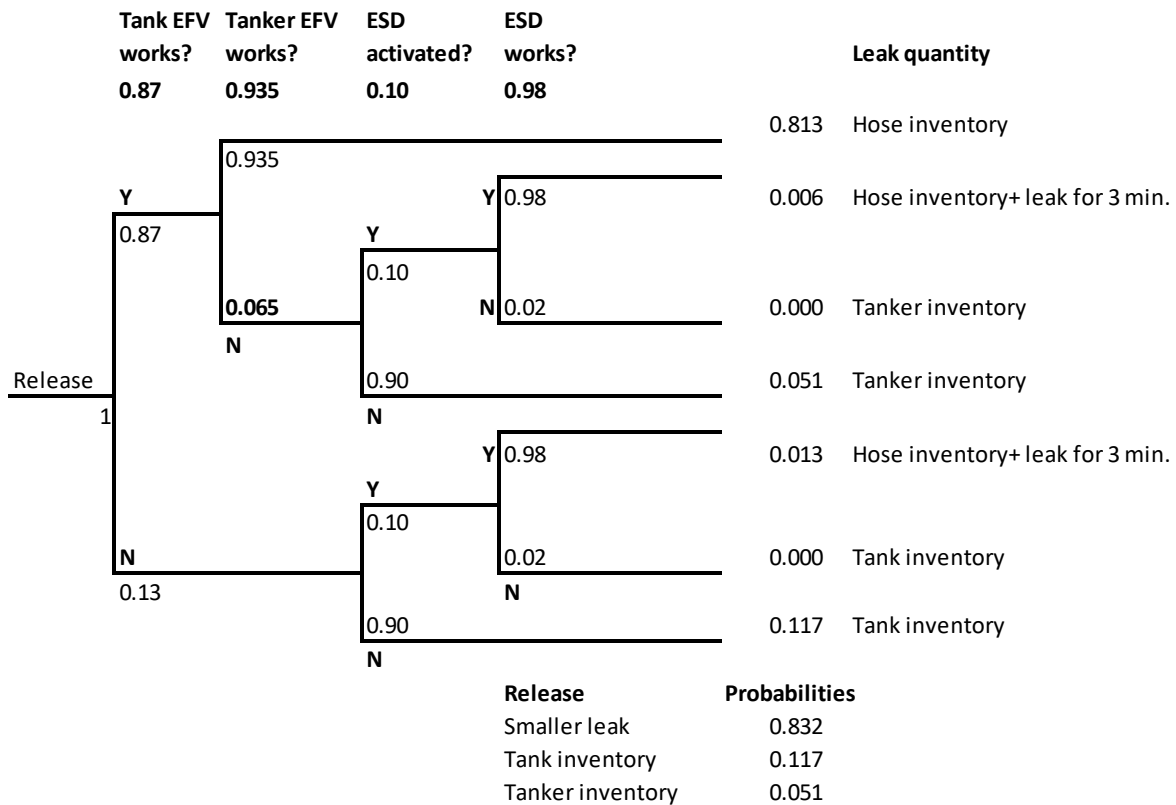 Tank EFV Tanker EFV ESD ESD
works? works? activated? works? Leak quantity
0.87 0.935 0.10 0.98
0.813 Hose inventory
0.935
Y Y 0.98 0.006 Hose inventory+ leak for 3 min.
0.87 Y
0.10
0.065 N 0.02 0.000 Tanker inventory
N
Release 0.90 0.051 Tanker inventory
1 N
Y 0.98 0.013 Hose inventory+ leak for 3 min.
Y
0.10
N 0.02 0.000 Tank inventory
0.13 N
0.90 0.117 Tank inventory
N
Release Probabilities
Smaller leak 0.832
Tank inventory 0.117
Tanker inventory 0.051